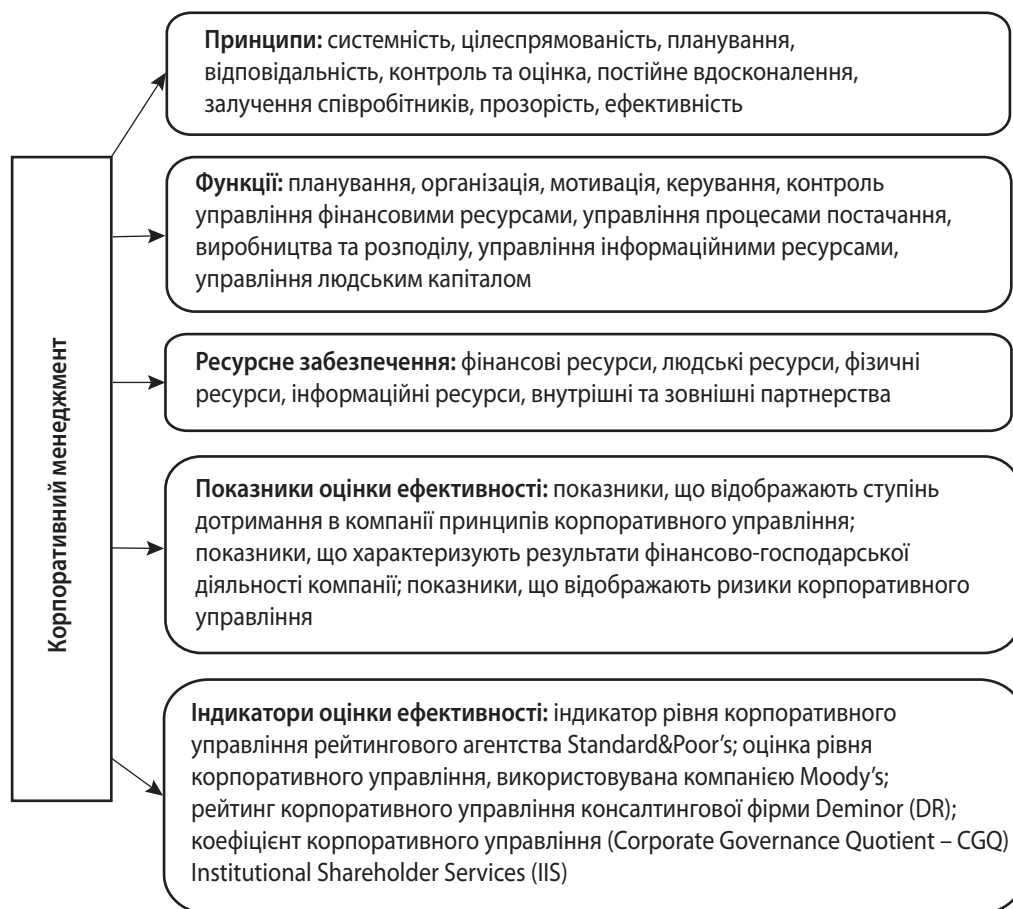 Принципи: системність, цілеспрямованість, планування,
відповідальність, контроль та оцінка, постійне вдосконалення,
залучення співробітників, прозорість, ефективність
Функції: планування, організація, мотивація, керування, контроль
управління фінансовими ресурсами, управління процесами постачання,
виробництва та розподілу, управління інформаційними ресурсами,
управління людським капіталом
Корпоративний менеджмент
Ресурсне забезпечення: фінансові ресурси, людські ресурси, фізичні
ресурси, інформаційні ресурси, внутрішні та зовнішні партнерства
Показники оцінки ефективності: показники, що відображають ступінь
дотримання в компанії принципів корпоративного управління;
показники, що характеризують результати фінансово-господарської
діяльності компанії; показники, що відображають ризики корпоративного
управління
Індикатори оцінки ефективності: індикатор рівня корпоративного
управління рейтингового агентства Standard&Poor’s; оцінка рівня
корпоративного управління, використовувана компанією Moody’s;
рейтинг корпоративного управління консалтингової фірми Deminor (DR);
коефіцієнт корпоративного управління (Corporate Governance Quotient – CGQ)
Institutional Shareholder Services (IIS)